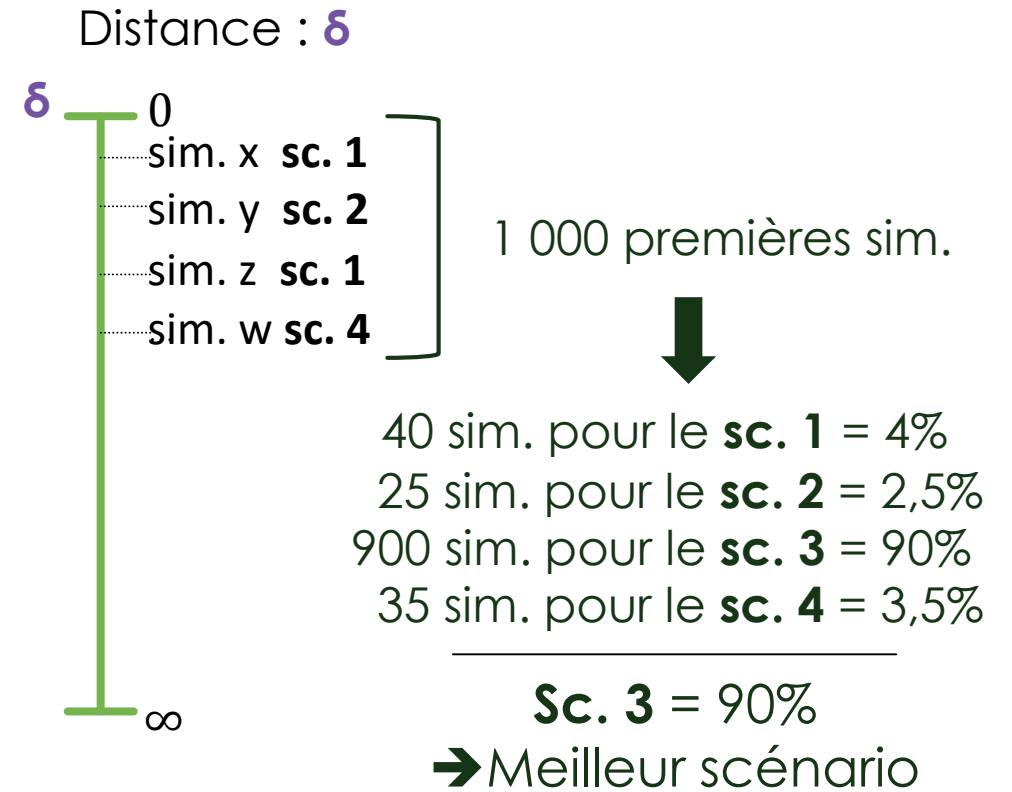 Distance : δ
δ
0
sim. x sc. 1
sim. y sc. 2
sim. z sc. 1
sim. w sc. 4
1 000 premières sim.
40 sim. pour le sc. 1 = 4%
25 sim. pour le sc. 2 = 2,5%
900 sim. pour le sc. 3 = 90%
35 sim. pour le sc. 4 = 3,5%
Sc. 3 = 90%
➔Meilleur scénario
∞